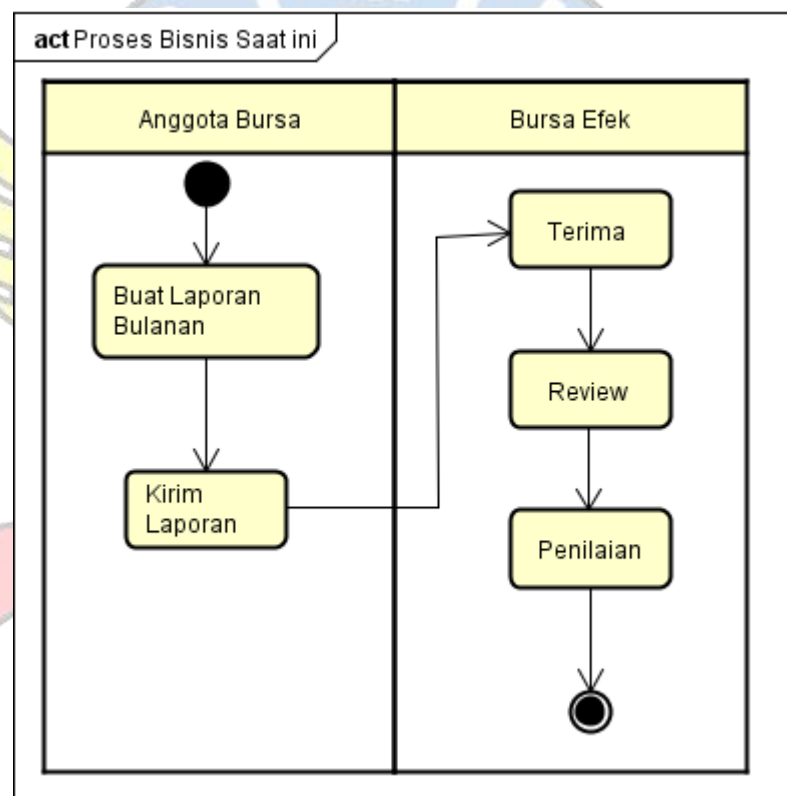 act Proses Bisnis Saat ini
Anggota Bursa
Bursa Efek
Buat Laporan
Bulanan
Kirim
Laporan
Terima
Review
Penilaian